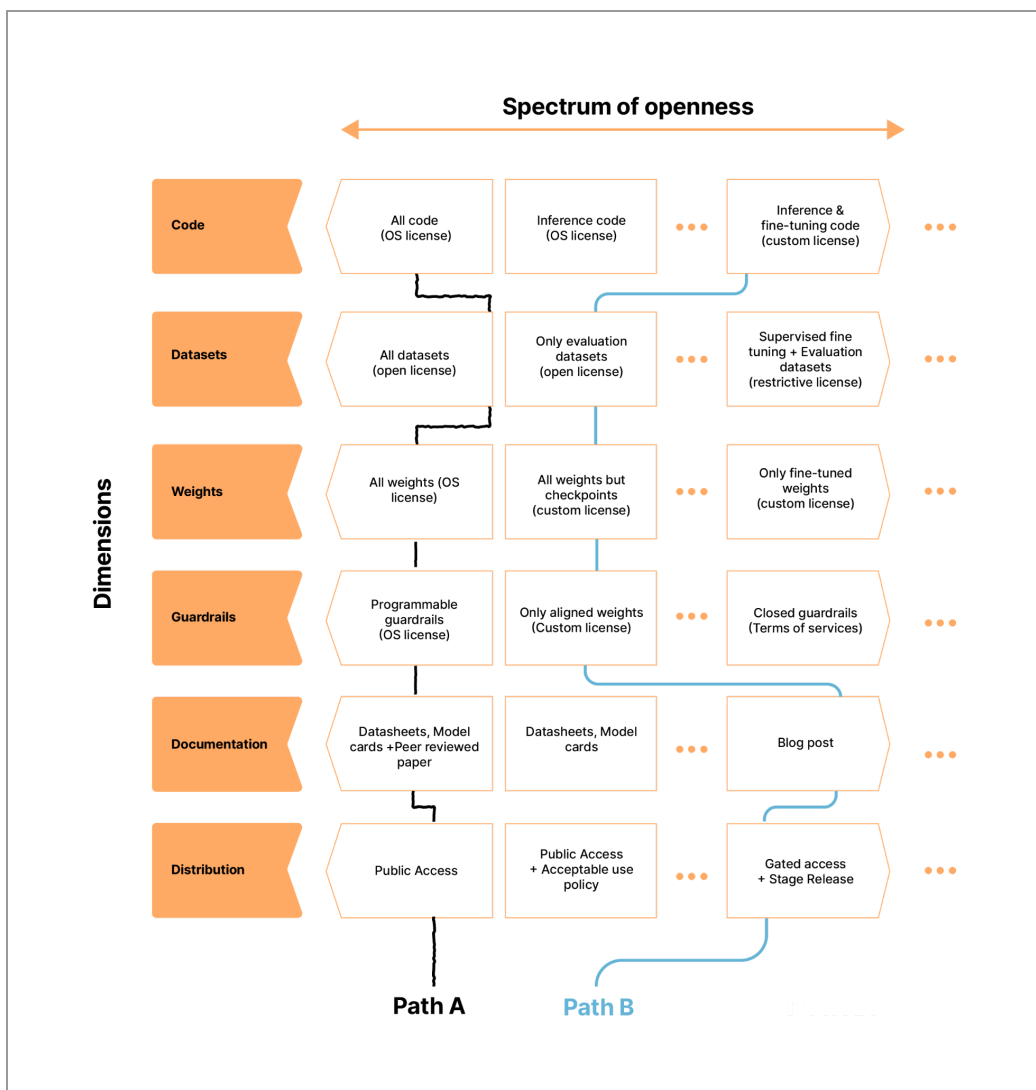 Spectrum of openness
Dimensions
Code
All code
(OS license)
Inference code
(OS license)
Inference &
fine-tuning code
(custom license)
Datasets
All datasets
(open license)
Only evaluation
datasets
(open license)
Supervised fine
tuning + Evaluation
datasets
(restrictive license)
Weights
All weights (OS
license)
All weights but
checkpoints
(custom license)
Only fine-tuned
weights
(custom license)
Guardrails
Programmable
guardrails
(OS license)
Only aligned weights
(Custom license)
Closed guardrails
(Terms of services)
Documentation
Datasheets, Model
cards +Peer reviewed
paper
Datasheets, Model
cards
Blog post
Distribution
Public Access
Public Access
+ Acceptable use
policy
Gated access
+ Stage Release
Path A
Path B